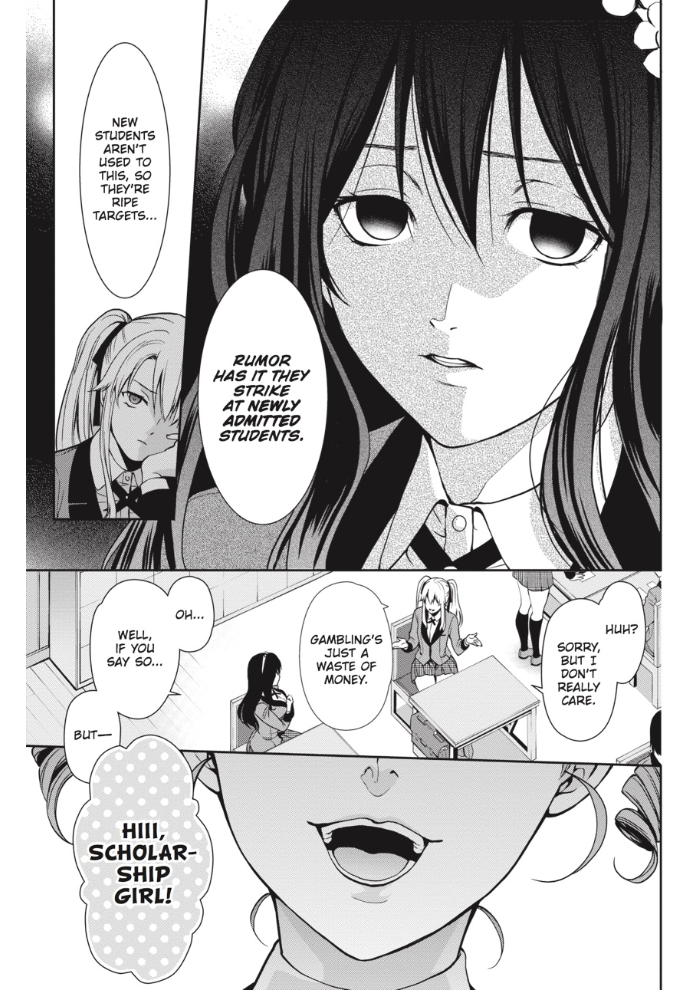 RUMOR
HAS IT THEY
STRIKE
AT NEWLY
ADMITTED
STUDENTS.
NEW
STUDENTS
AREN'T
USED TO
THIS, SO
THEY'RE
RIPE
TARGETS...
HUH?
SORRY,
BUT I
DON'T
REALLY
CARE.
GAMBLING'S
JUST A
WASTE OF
MONEY.
OH...
WELL,
IF YOU
SAY SO...
BUT—
HIII,
SCHOLAR-
SHIP
GIRL!